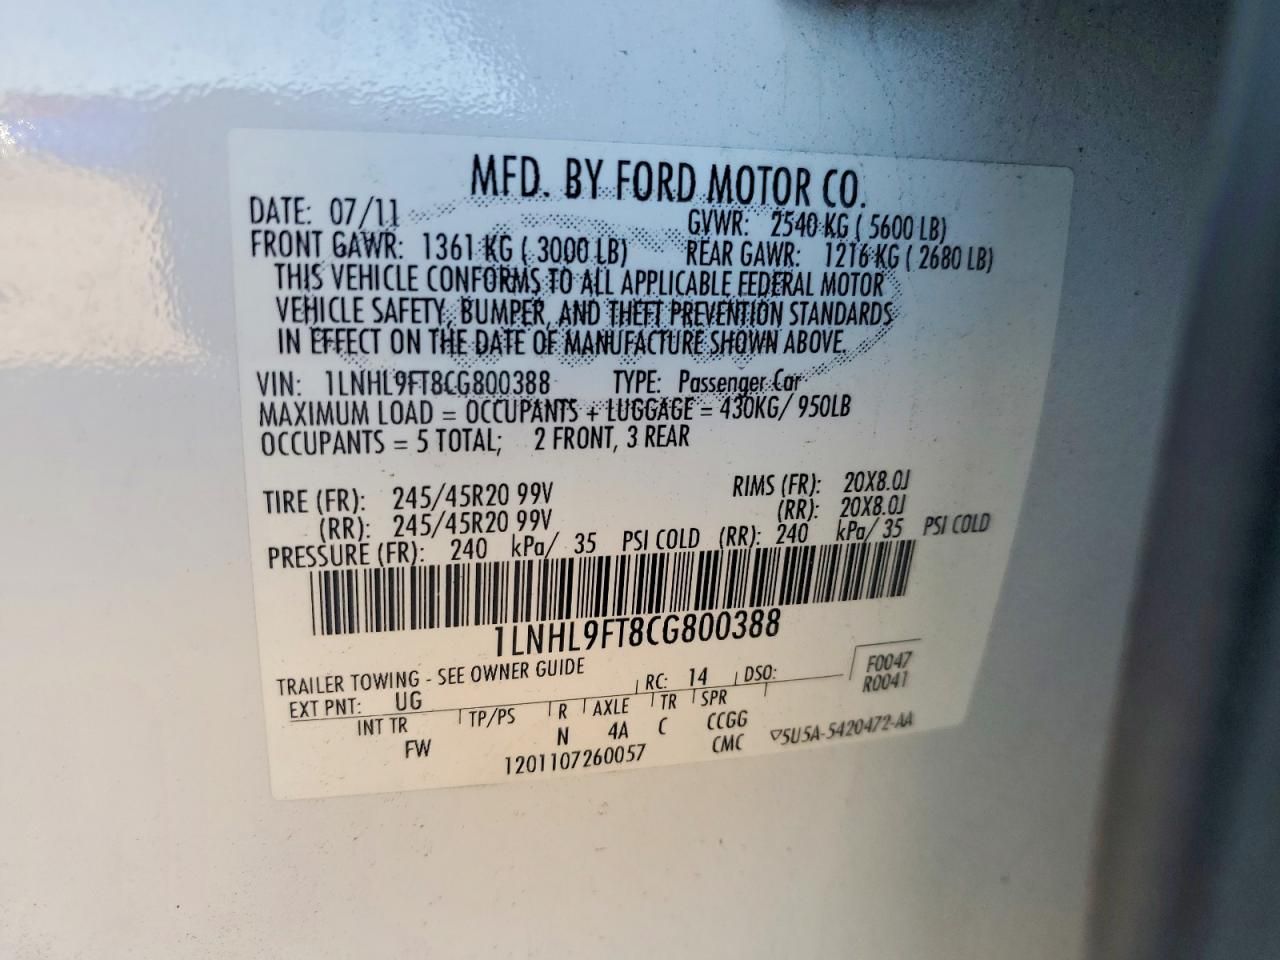 MFD. BY FORD MOTOR CO.
DATE: 07/11 GVWR: 2540 KG ( 5600 LB)
FRONT GAWR: 1361 KG ( 3000 LB) REAR GAWR: 1216 KG ( 2680 LB)
THIS VEHICLE CONFORMS TO ALL APPLICABLE FEDERAL MOTOR
VEHICLE SAFETY, BUMPER, AND THEFT PREVENTION STANDARDS
IN EFFECT ON THE DATE OF MANUFACTURE SHOWN ABOVE.
VIN: 1LNHL9FT8CG800388 TYPE: Passenger Car
MAXIMUM LOAD = OCCUPANTS + LUGGAGE = 430KG/ 950LB
OCCUPANTS = 5 TOTAL; 2 FRONT, 3 REAR
TIRE (FR): 245/45R20 99V RIMS (FR): 20X8.0J
(RR): 245/45R20 99V (RR): 20X8.0J
PRESSURE (FR): 240 kPa/ 35 PSI COLD (RR): 240 kPa/ 35 PSI COLD
1LNHL9FT8CG800388
TRAILER TOWING - SEE OWNER GUIDE F0047
EXT PNT: UG RC: 14 DSO: R0041
INT TR TP/PS R AXLE TR SPR
FW N 4A C CCGG
1201107260057 CMC ▽5U5A-5420472-AA